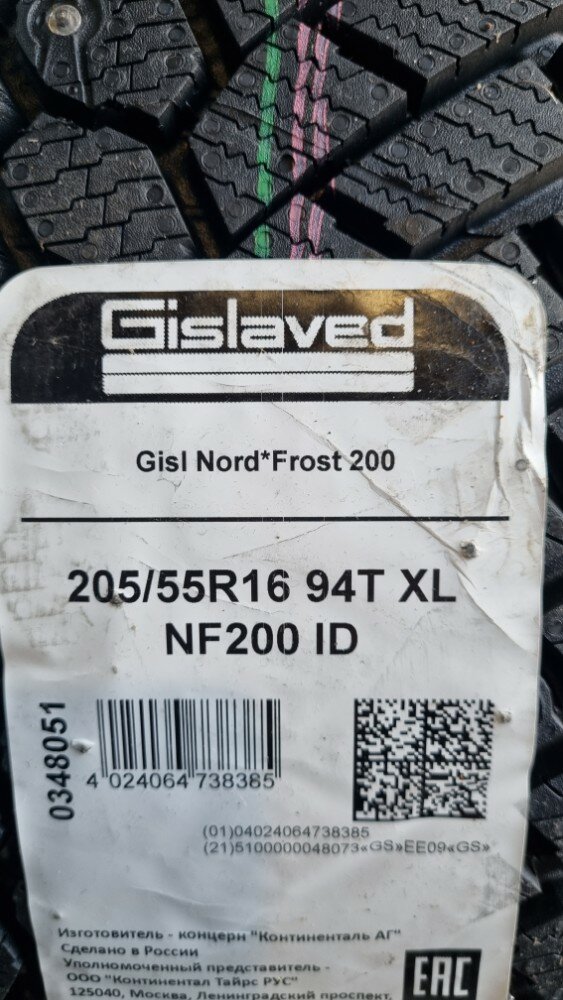 Gislaved
Gisl Nord*Frost 200
205/55R16 94T XL
NF200 ID
0348051
4 024064 738385
(01)04024064738385
(21)5100000048073«GS»EE09«GS»
Изготовитель - концерн "Континенталь АГ"
Сделано в России
Уполномоченный представитель -
ООО "Континентал Тайрс РУС"
125040, Москва, Ленинградский проспект,
EAC